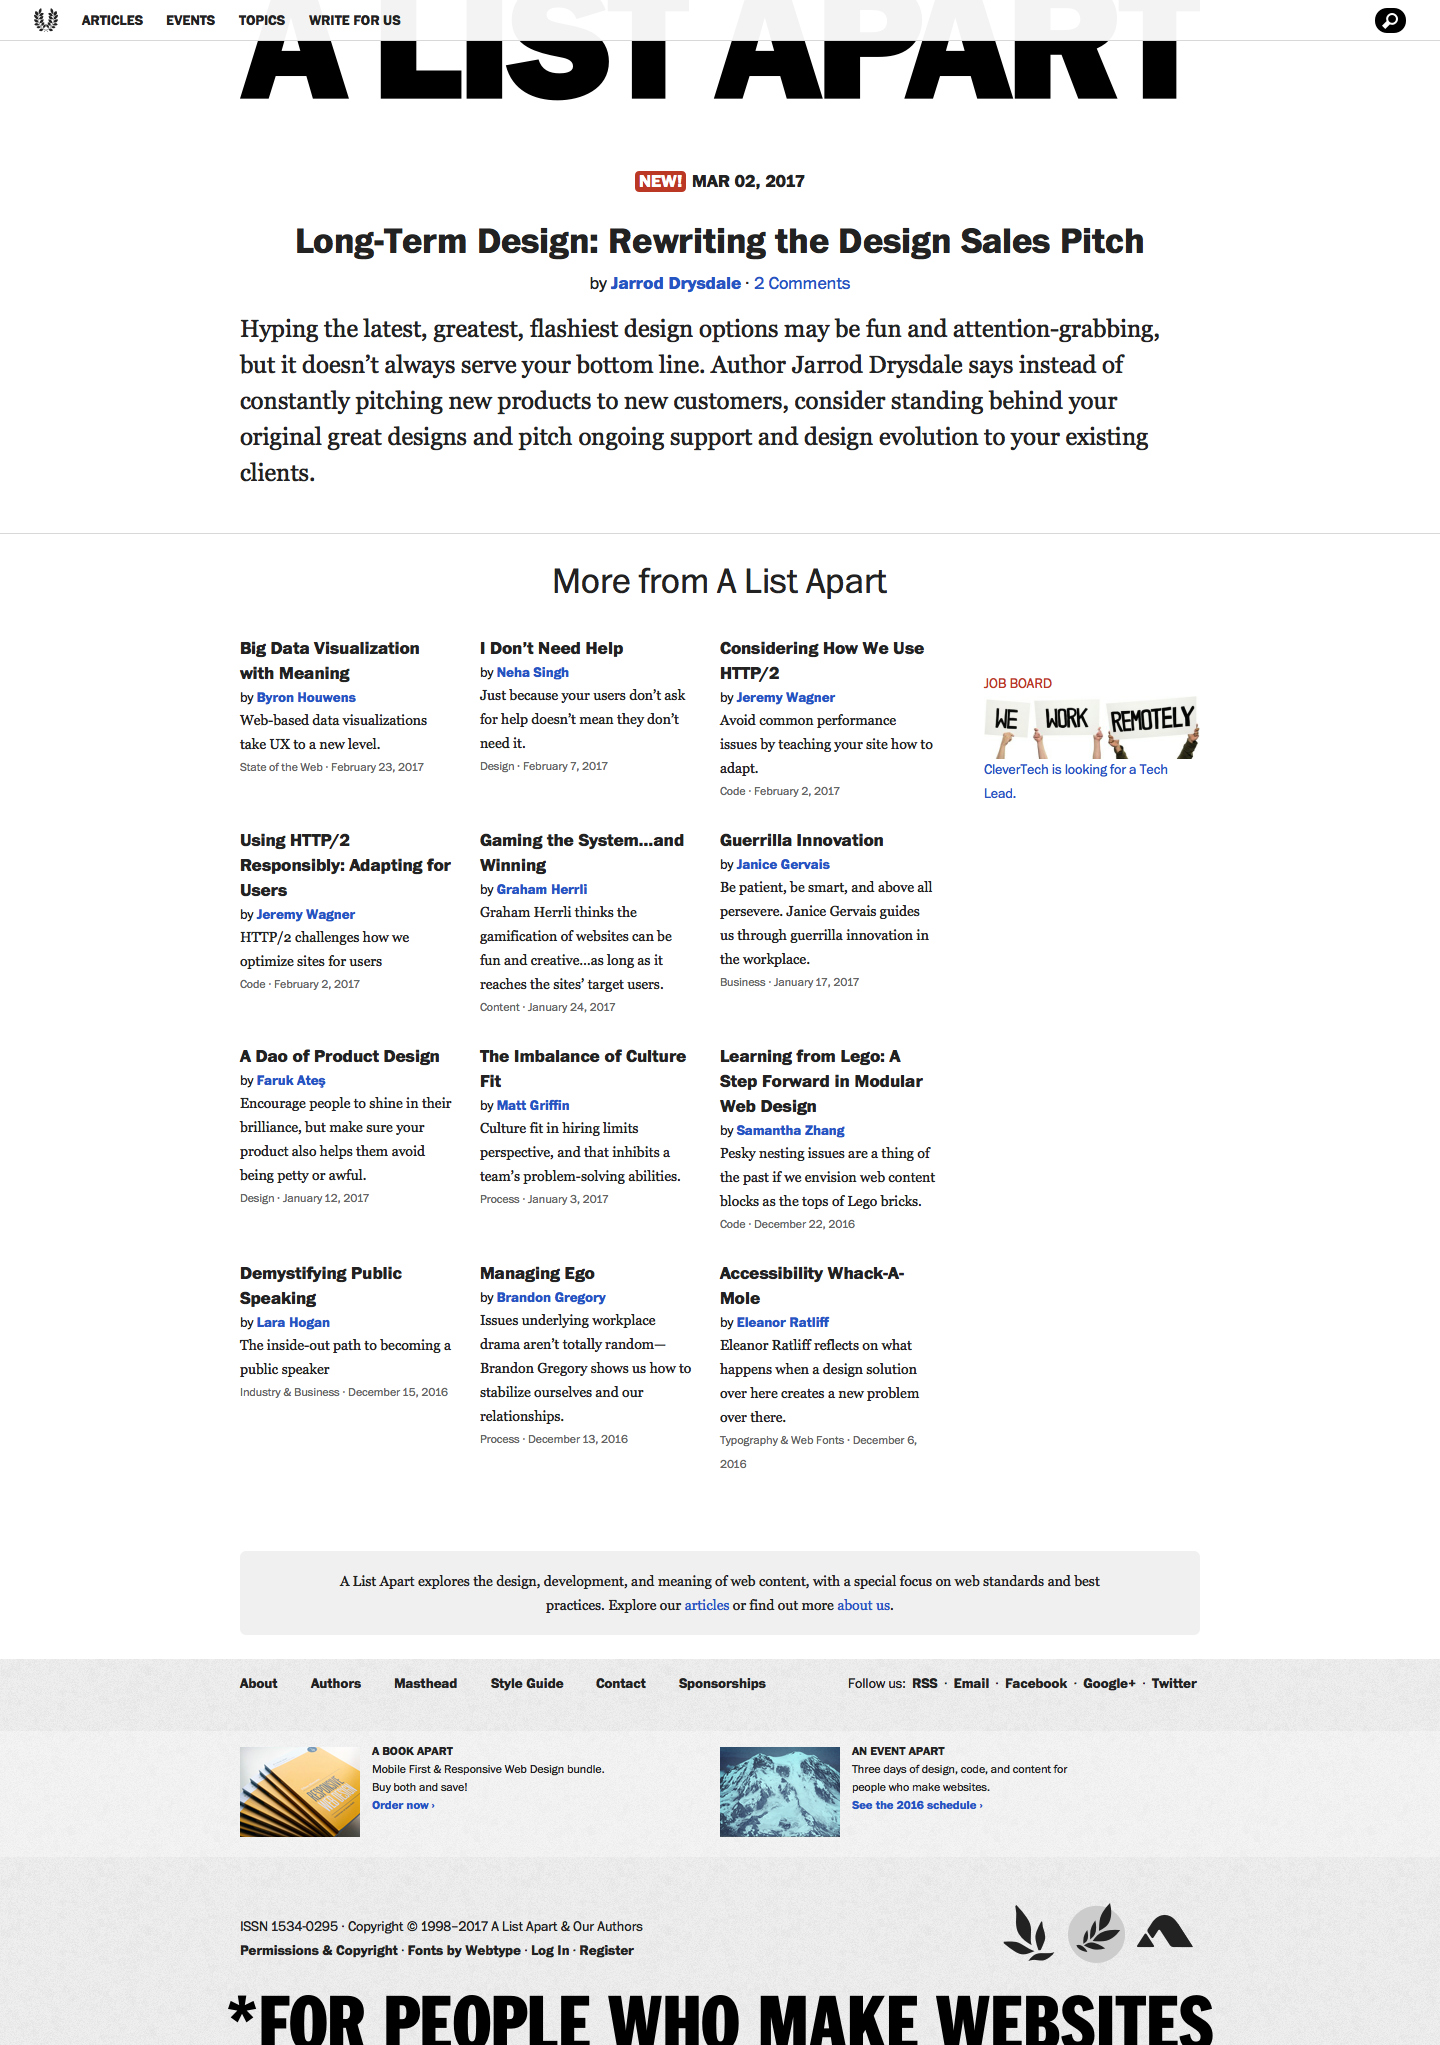 ARTICLES EVENTS TOPICS WRITE FOR US
A LIST APART
NEW! MAR 02, 2017
Long-Term Design: Rewriting the Design Sales Pitch
by Jarrod Drysdale · 2 Comments
Hyping the latest, greatest, flashiest design options may be fun and attention-grabbing,
but it doesn’t always serve your bottom line. Author Jarrod Drysdale says instead of
constantly pitching new products to new customers, consider standing behind your
original great designs and pitch ongoing support and design evolution to your existing
clients.
More from A List Apart
Big Data Visualization
with Meaning
by Byron Houwens
Web-based data visualizations
take UX to a new level.
State of the Web · February 23, 2017
I Don’t Need Help
by Neha Singh
Just because your users don’t ask
for help doesn’t mean they don’t
need it.
Design · February 7, 2017
Considering How We Use
HTTP/2
by Jeremy Wagner
Avoid common performance
issues by teaching your site how to
adapt.
Code · February 2, 2017
JOB BOARD
WE WORK REMOTELY
CleverTech is looking for a Tech
Lead.
Using HTTP/2
Responsibly: Adapting for
Users
by Jeremy Wagner
HTTP/2 challenges how we
optimize sites for users
Code · February 2, 2017
Gaming the System…and
Winning
by Graham Herrli
Graham Herrli thinks the
gamification of websites can be
fun and creative…as long as it
reaches the sites’ target users.
Content · January 24, 2017
Guerrilla Innovation
by Janice Gervais
Be patient, be smart, and above all
persevere. Janice Gervais guides
us through guerrilla innovation in
the workplace.
Business · January 17, 2017
A Dao of Product Design
by Faruk Ateş
Encourage people to shine in their
brilliance, but make sure your
product also helps them avoid
being petty or awful.
Design · January 12, 2017
The Imbalance of Culture
Fit
by Matt Griffin
Culture fit in hiring limits
perspective, and that inhibits a
team’s problem-solving abilities.
Process · January 3, 2017
Learning from Lego: A
Step Forward in Modular
Web Design
by Samantha Zhang
Pesky nesting issues are a thing of
the past if we envision web content
blocks as the tops of Lego bricks.
Code · December 22, 2016
Demystifying Public
Speaking
by Lara Hogan
The inside-out path to becoming a
public speaker
Industry & Business · December 15, 2016
Managing Ego
by Brandon Gregory
Issues underlying workplace
drama aren’t totally random—
Brandon Gregory shows us how to
stabilize ourselves and our
relationships.
Process · December 13, 2016
Accessibility Whack-A-
Mole
by Eleanor Ratliff
Eleanor Ratliff reflects on what
happens when a design solution
over here creates a new problem
over there.
Typography & Web Fonts · December 6,
2016
A List Apart explores the design, development, and meaning of web content, with a special focus on web standards and best
practices. Explore our articles or find out more about us.
About Authors Masthead Style Guide Contact Sponsorships Follow us: RSS · Email · Facebook · Google+ · Twitter
RESPONSIVE
WEB DESIGN
A BOOK APART
Mobile First & Responsive Web Design bundle.
Buy both and save!
Order now ›
AN EVENT APART
Three days of design, code, and content for
people who make websites.
See the 2016 schedule ›
ISSN 1534-0295 · Copyright © 1998–2017 A List Apart & Our Authors
Permissions & Copyright · Fonts by Webtype · Log In · Register
*FOR PEOPLE WHO MAKE WEBSITES